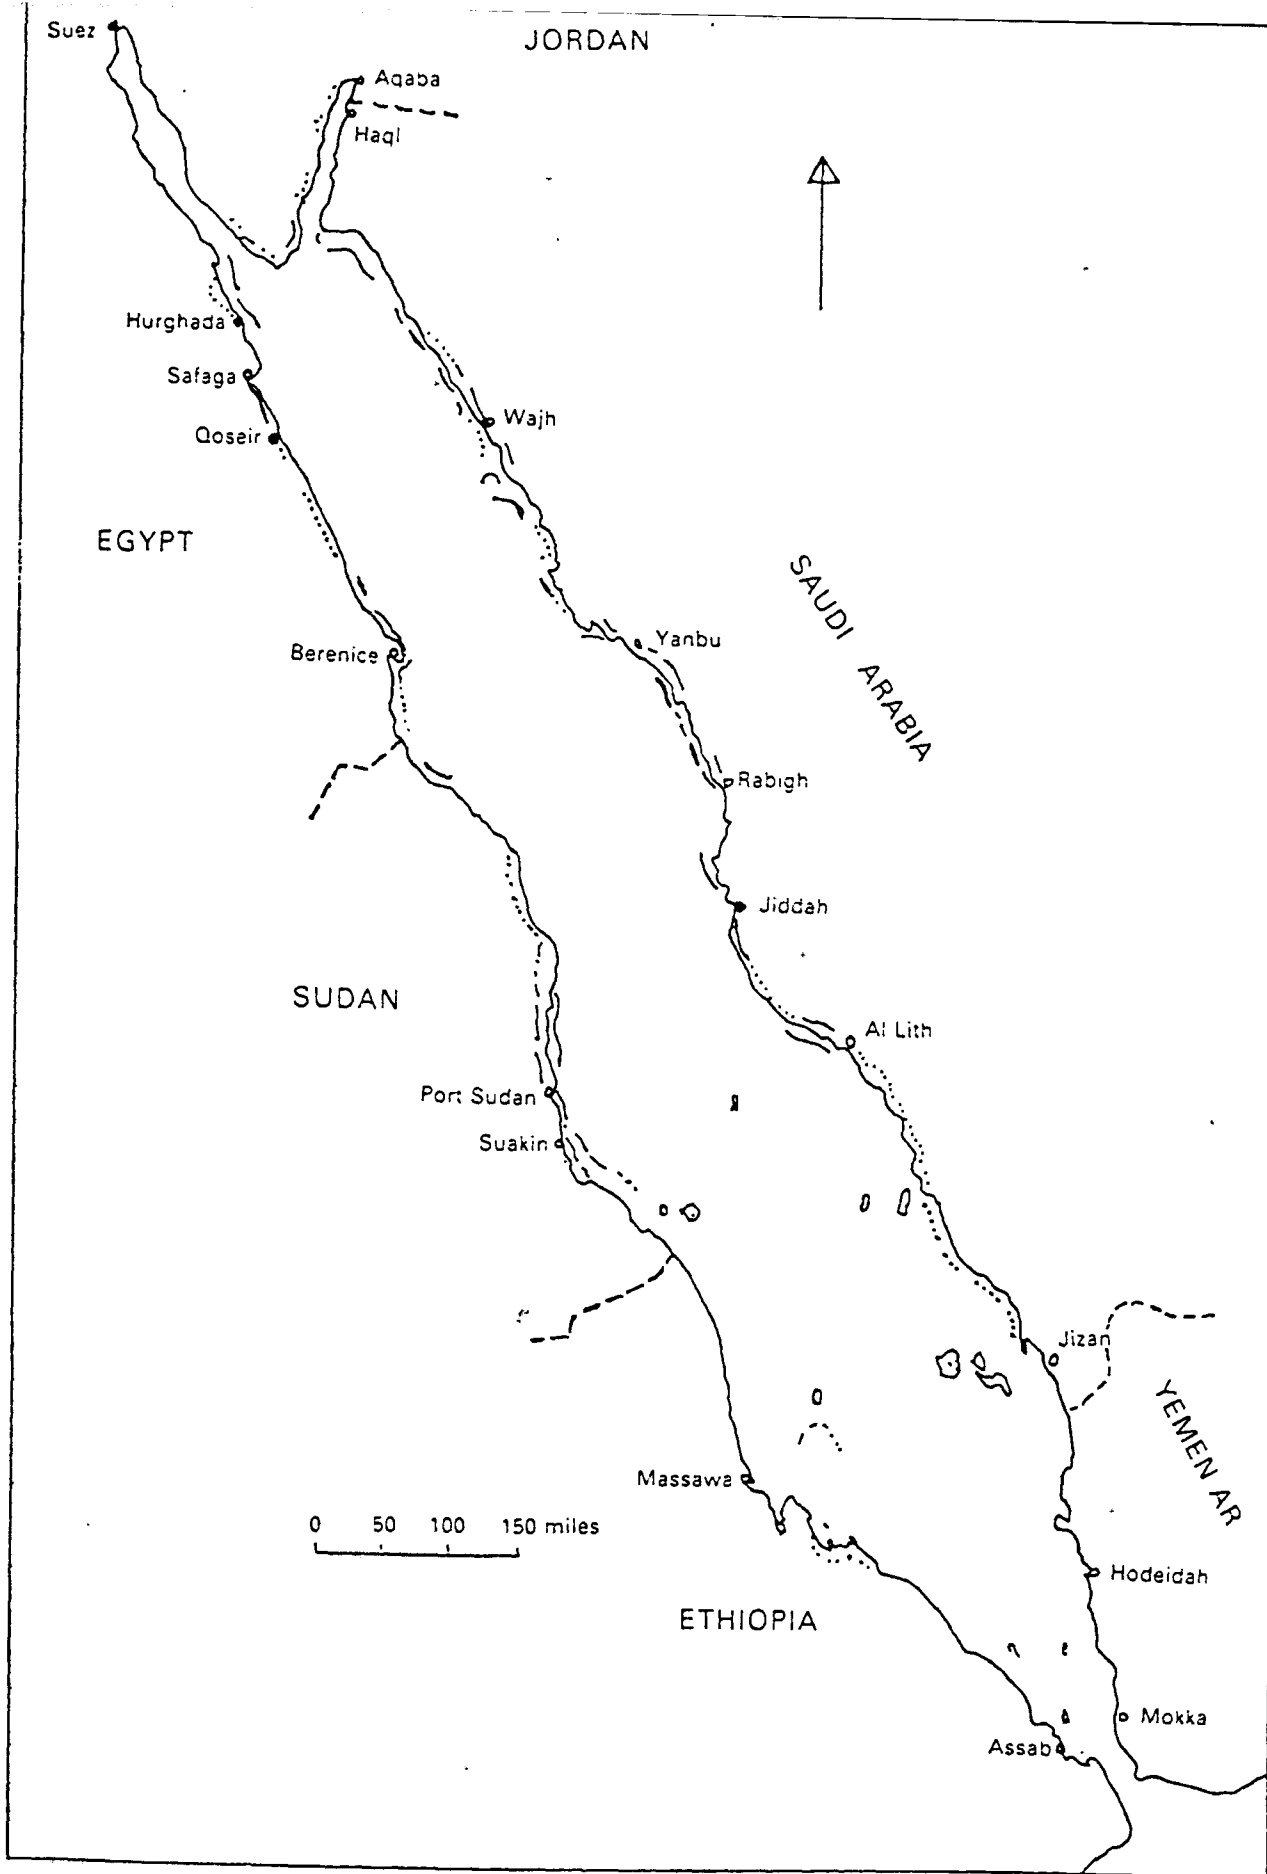 Suez
JORDAN
Aqaba
Haql
Hurghada
Safaga
Qoseir
Wajh
EGYPT
SAUDI ARABIA
Berenice
Yanbu
Rabigh
Jiddah
SUDAN
Al Lith
Port Sudan
Suakin
Jizan
YEMEN AR
Massawa
0 50 100 150 miles
Hodeidah
ETHIOPIA
Mokka
Assab